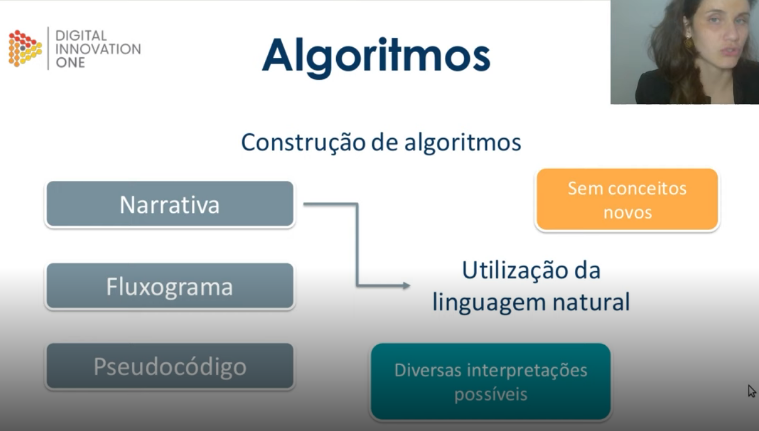 DIGITAL
INNOVATION
ONE
Algoritmos
Construção de algoritmos
Narrativa
Sem conceitos
novos
Fluxograma
Utilização da
linguagem natural
Pseudocódigo
Diversas interpretações
possíveis